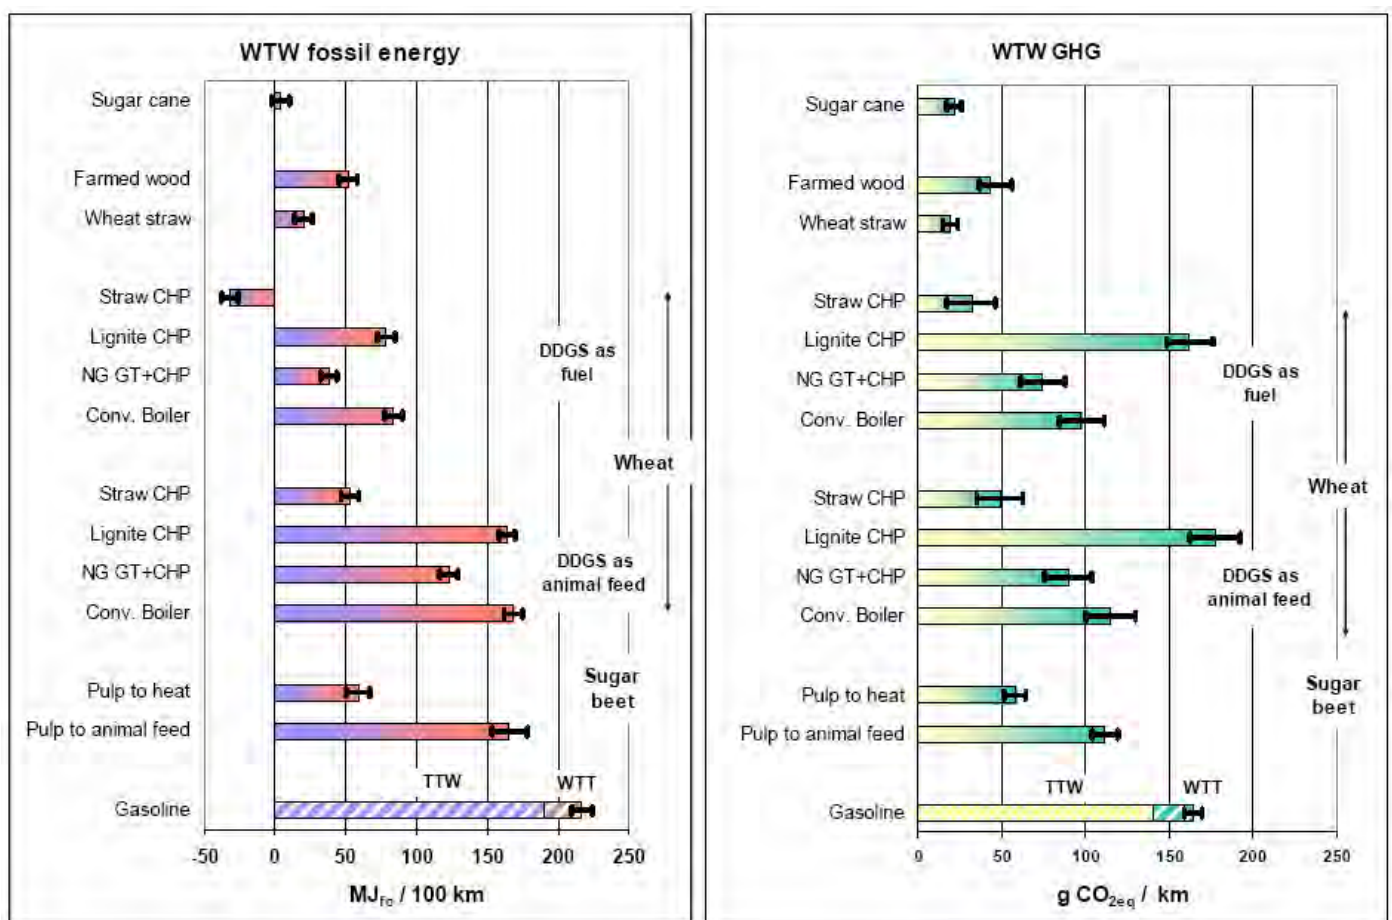 WTW fossil energy
Sugar cane
Farmed wood
Wheat straw
Straw CHP
Lignite CHP
DDGS as
fuel
NG GT+CHP
Conv. Boiler
Wheat
Straw CHP
Lignite CHP
DDGS as
animal feed
NG GT+CHP
Conv. Boiler
Sugar
beet
Pulp to heat
Pulp to animal feed
TTW WTT
Gasoline
-50 0 50 100 150 200 250
MJfo / 100 km
WTW GHG
Sugar cane
Farmed wood
Wheat straw
Straw CHP
Lignite CHP
DDGS as
fuel
NG GT+CHP
Conv. Boiler
Wheat
Straw CHP
Lignite CHP
DDGS as
animal feed
NG GT+CHP
Conv. Boiler
Sugar
beet
Pulp to heat
Pulp to animal feed
TTW WTT
Gasoline
0 50 100 150 200 250
g CO2eq / km